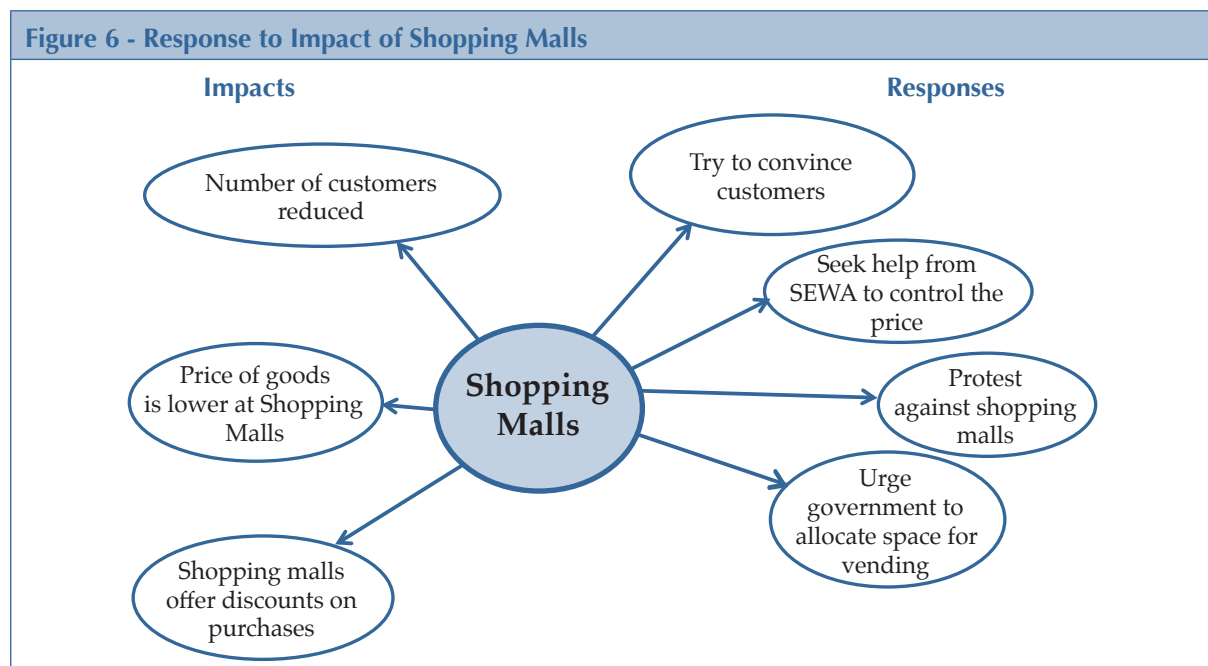 Figure 6 - Response to Impact of Shopping Malls
Impacts
Responses
Number of customers
reduced
Price of goods
is lower at Shopping
Malls
Shopping malls
offer discounts on
purchases
Shopping
Malls
Try to convince
customers
Seek help from
SEWA to control the
price
Protest
against shopping
malls
Urge
government to
allocate space for
vending